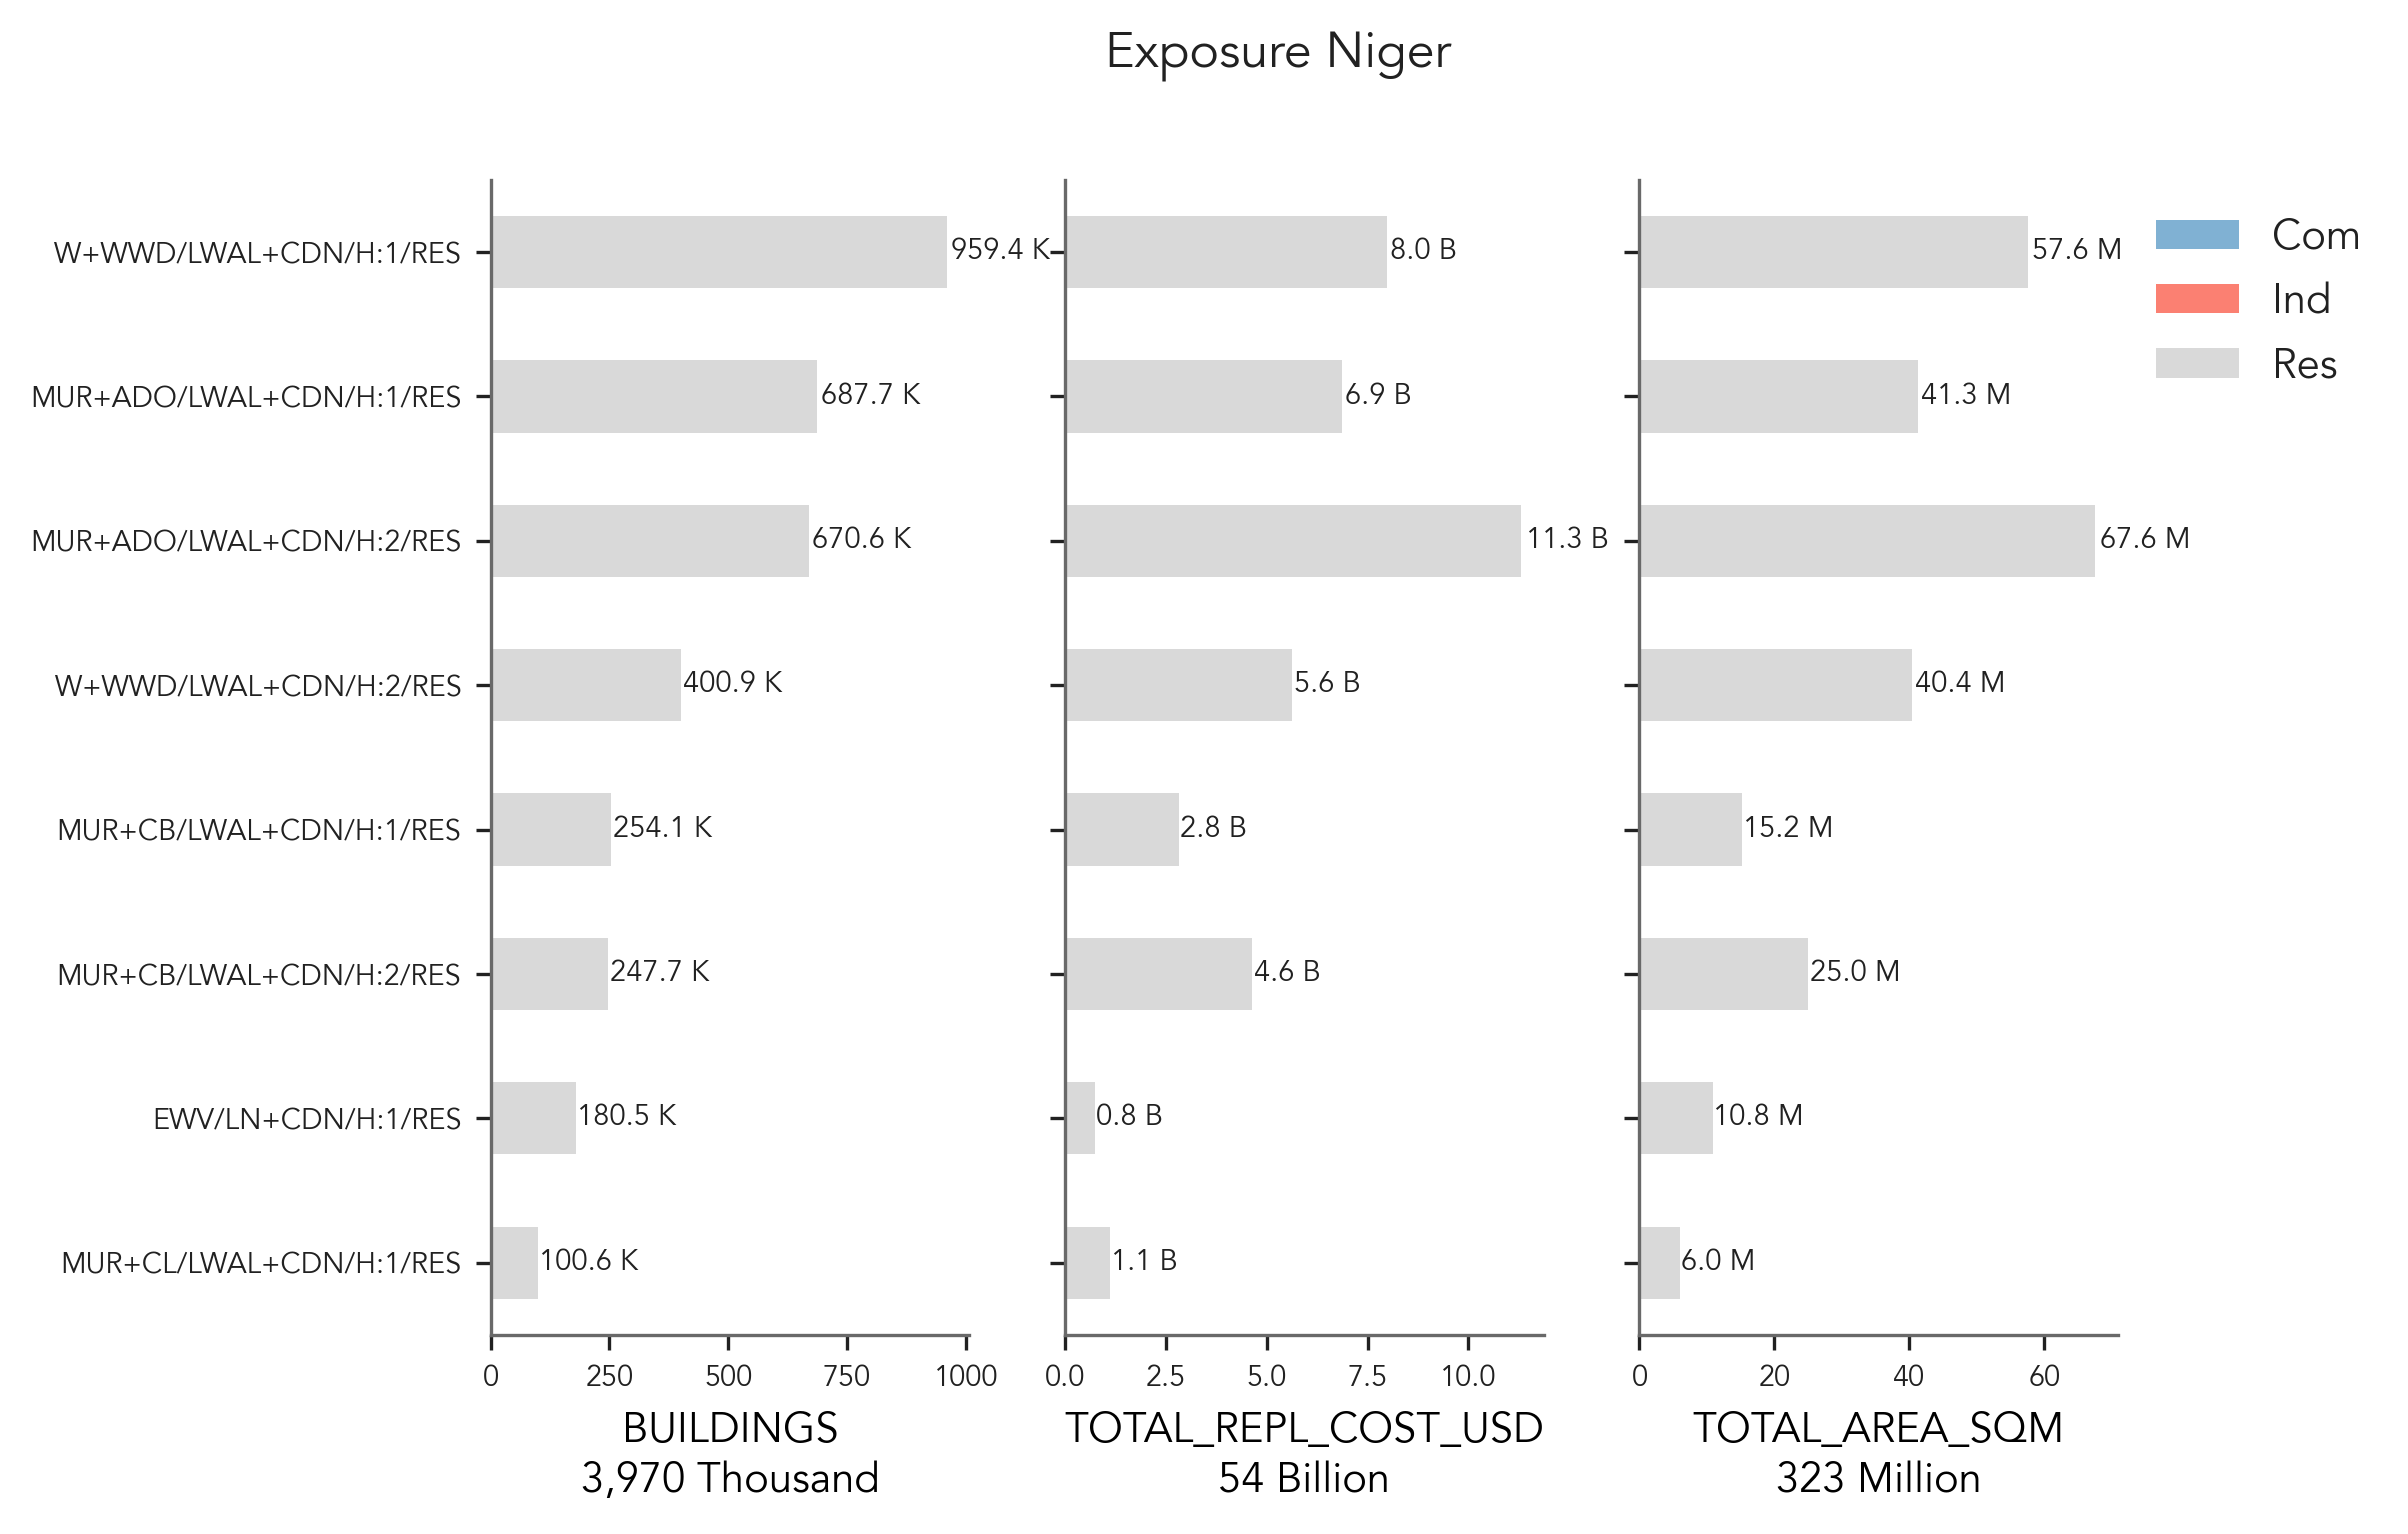 Exposure Niger
W+WWD/LWAL+CDN/H:1/RES
MUR+ADO/LWAL+CDN/H:1/RES
MUR+ADO/LWAL+CDN/H:2/RES
W+WWD/LWAL+CDN/H:2/RES
MUR+CB/LWAL+CDN/H:1/RES
MUR+CB/LWAL+CDN/H:2/RES
EWV/LN+CDN/H:1/RES
MUR+CL/LWAL+CDN/H:1/RES
959.4 K
687.7 K
670.6 K
400.9 K
254.1 K
247.7 K
180.5 K
100.6 K
0 250 500 750 1000
BUILDINGS
3,970 Thousand
8.0 B
6.9 B
11.3 B
5.6 B
2.8 B
4.6 B
0.8 B
1.1 B
0.0 2.5 5.0 7.5 10.0
TOTAL_REPL_COST_USD
54 Billion
57.6 M
41.3 M
67.6 M
40.4 M
15.2 M
25.0 M
10.8 M
6.0 M
0 20 40 60
TOTAL_AREA_SQM
323 Million
Com
Ind
Res